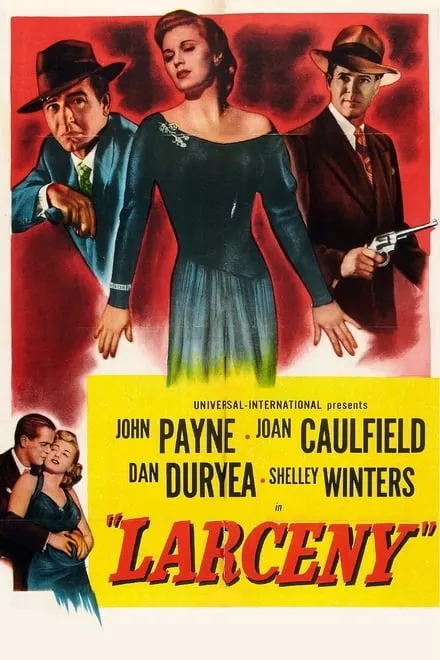 UNIVERSAL-INTERNATIONAL presents
JOHN PAYNE · JOAN CAULFIELD
DAN DURYEA · SHELLEY WINTERS
in
"LARCENY"